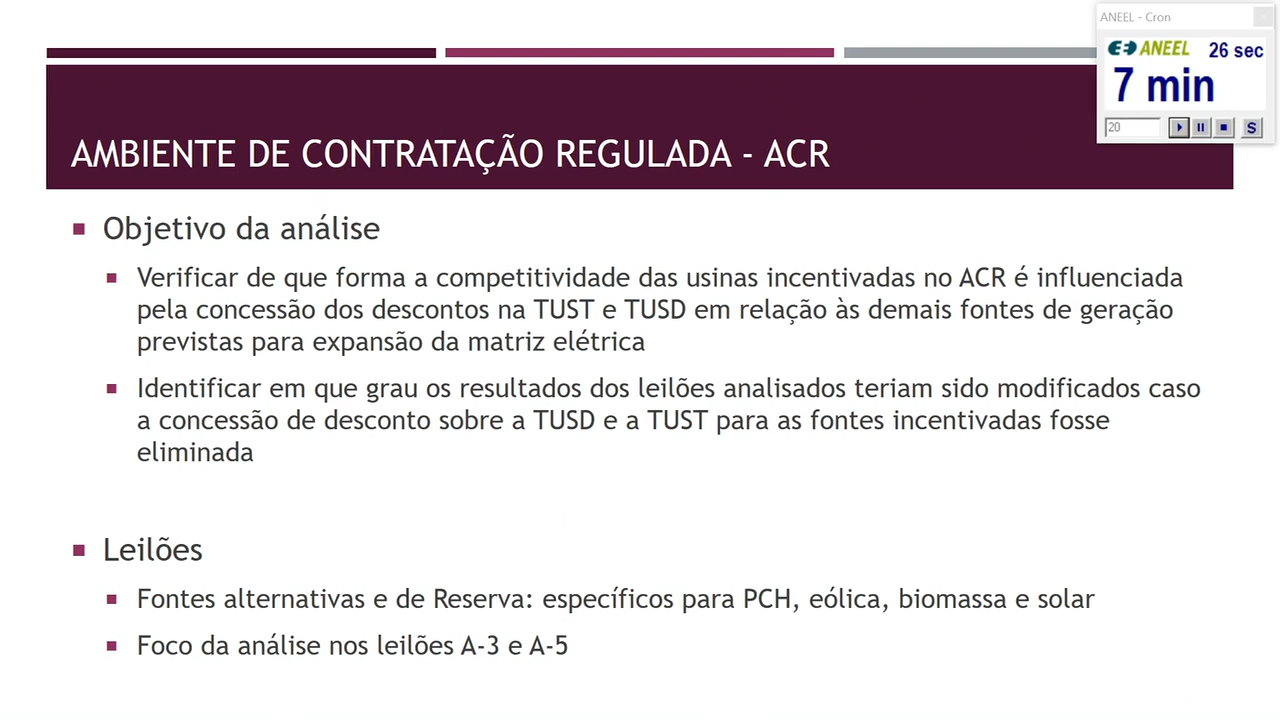 ANEEL - Cron
ANEEL 26 sec
7 min
20
S
AMBIENTE DE CONTRATAÇÃO REGULADA - ACR
Objetivo da análise
Verificar de que forma a competitividade das usinas incentivadas no ACR é influenciada
pela concessão dos descontos na TUST e TUSD em relação às demais fontes de geração
previstas para expansão da matriz elétrica
Identificar em que grau os resultados dos leilões analisados teriam sido modificados caso
a concessão de desconto sobre a TUSD e a TUST para as fontes incentivadas fosse
eliminada
Leilões
Fontes alternativas e de Reserva: específicos para PCH, eólica, biomassa e solar
Foco da análise nos leilões A-3 e A-5